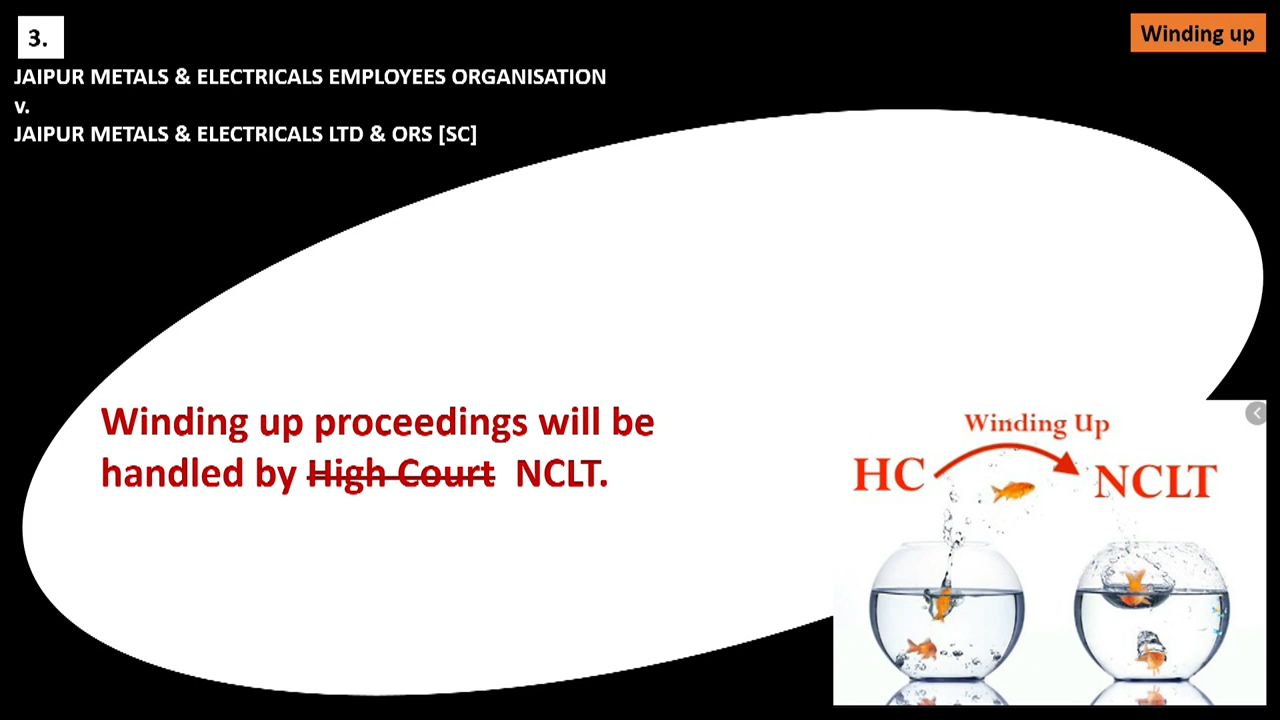 3.
Winding up
JAIPUR METALS & ELECTRICALS EMPLOYEES ORGANISATION
v.
JAIPUR METALS & ELECTRICALS LTD & ORS [SC]
Winding up proceedings will be
handled by High Court NCLT.
Winding Up
HC
NCLT